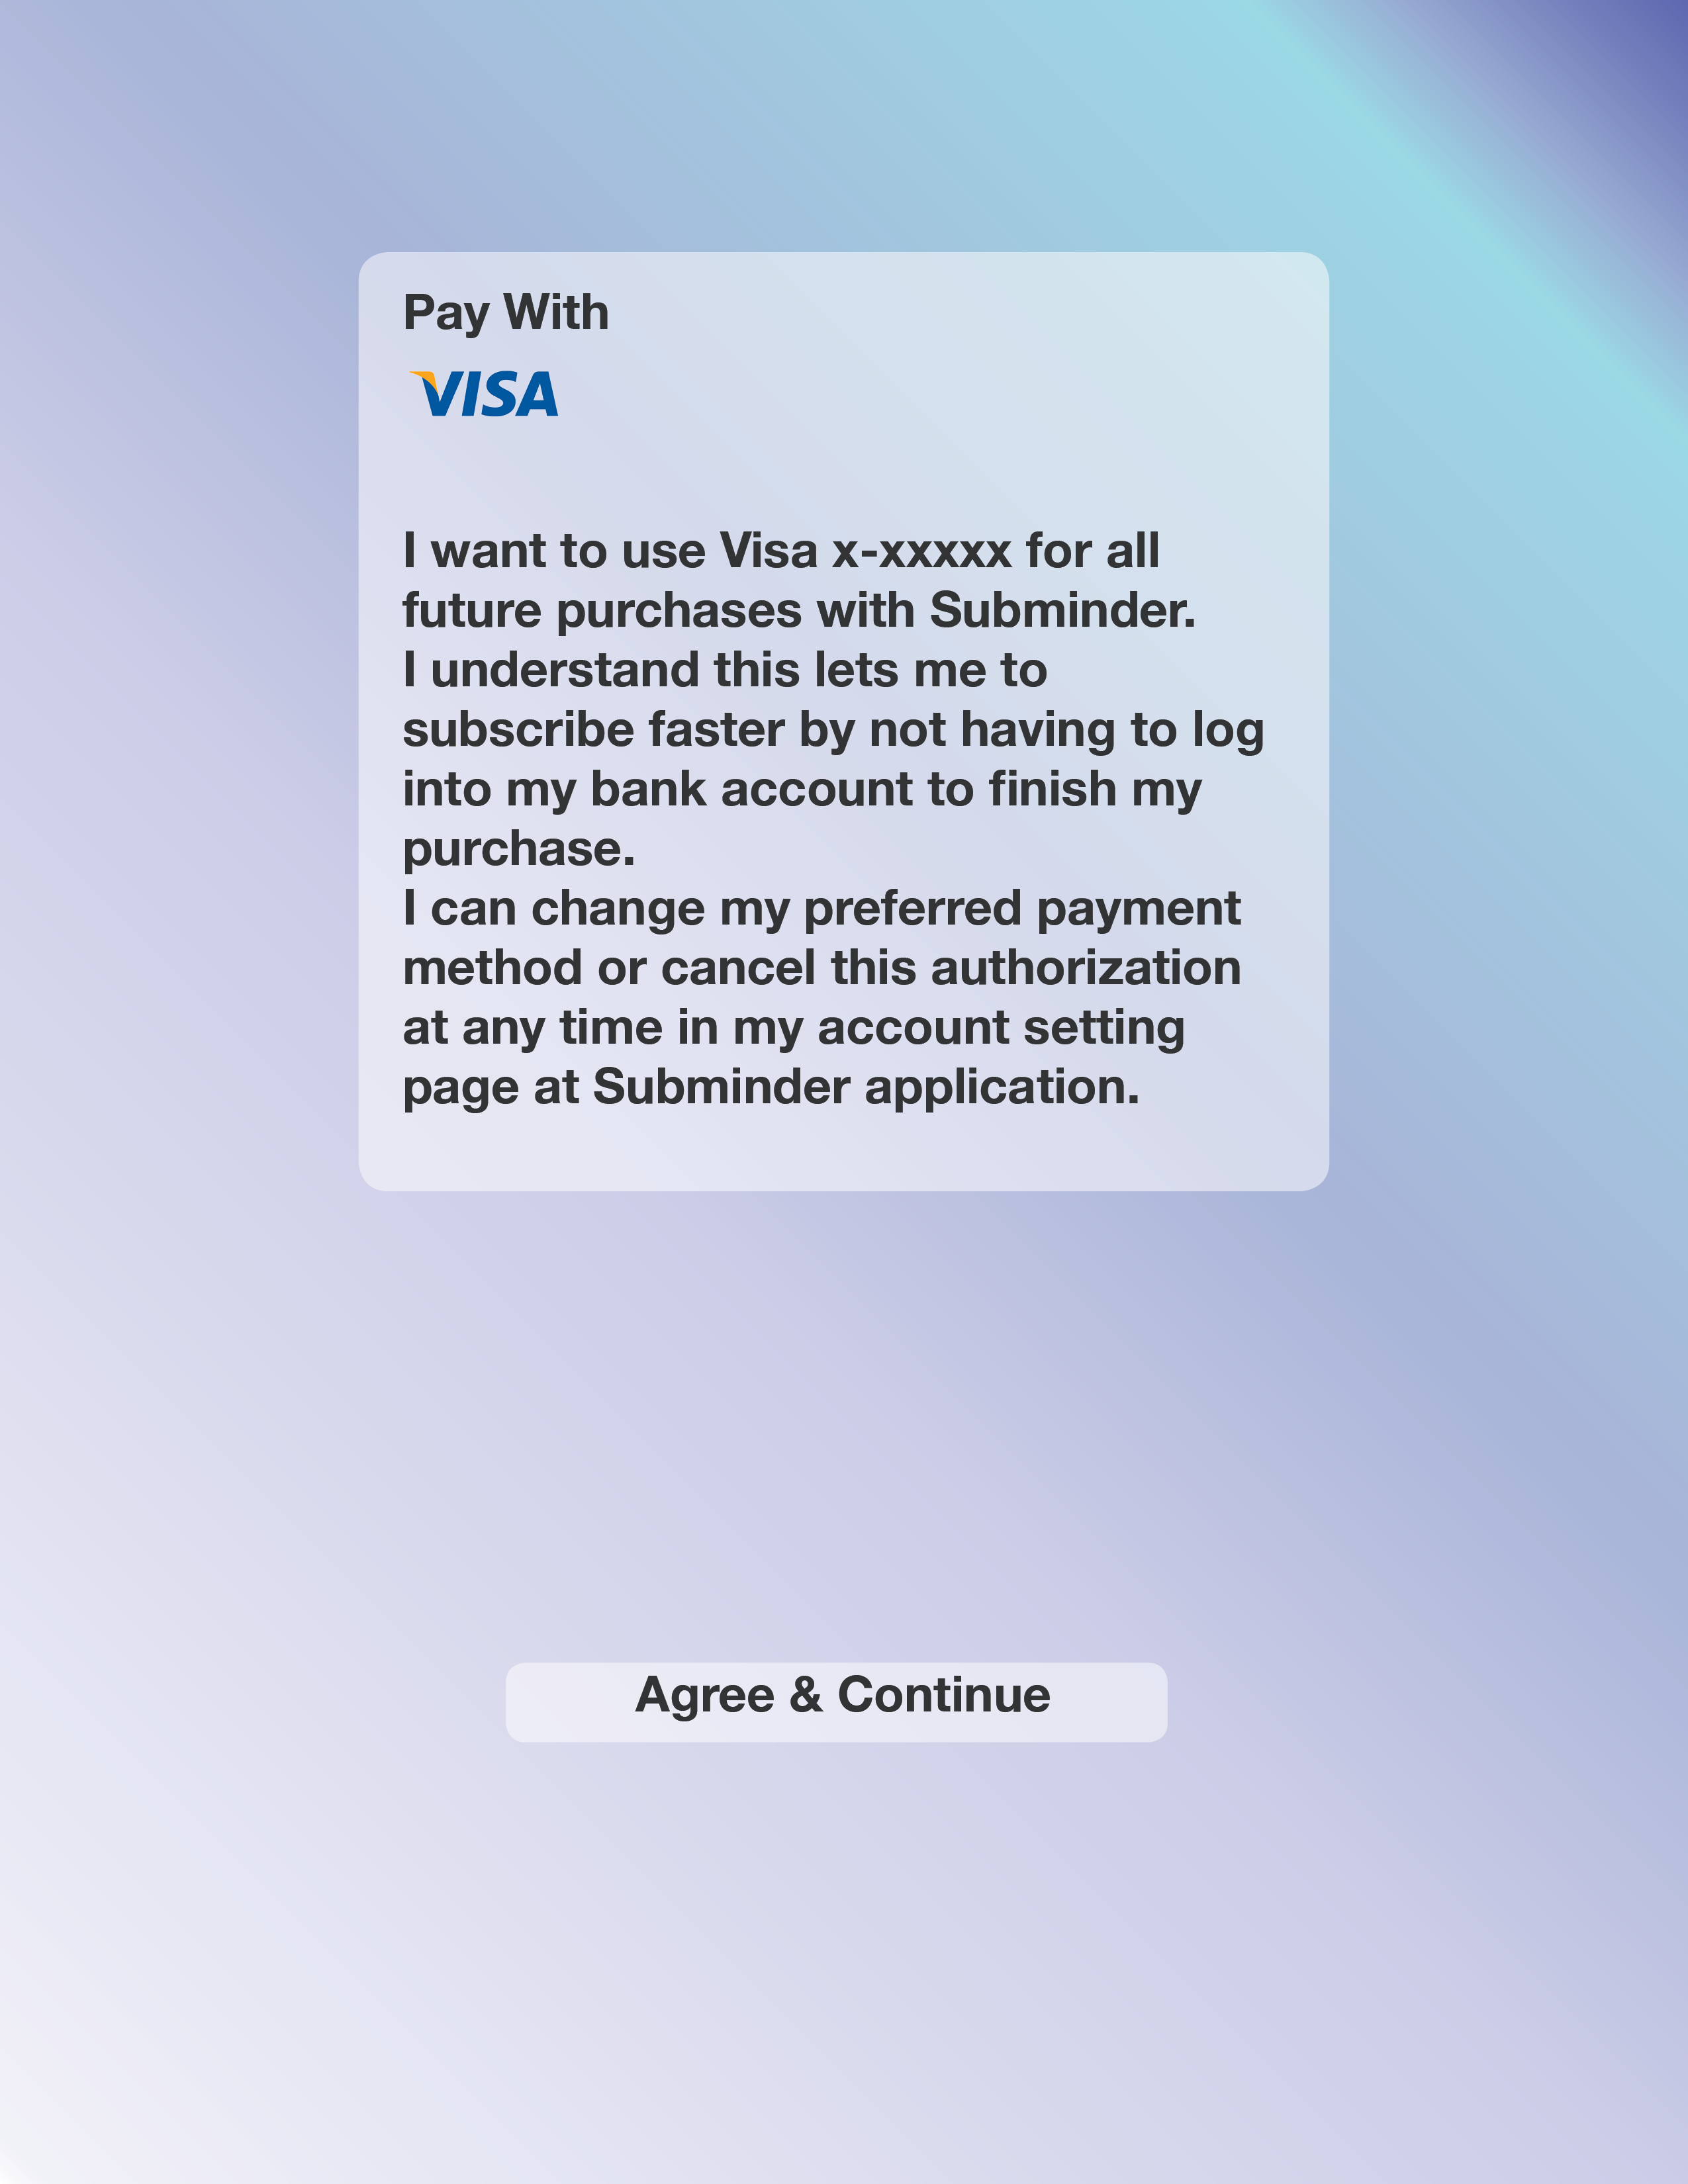 Pay With
VISA
I want to use Visa x-xxxxx for all
future purchases with Subminder.
I understand this lets me to
subscribe faster by not having to log
into my bank account to finish my
purchase.
I can change my preferred payment
method or cancel this authorization
at any time in my account setting
page at Subminder application.
Agree & Continue